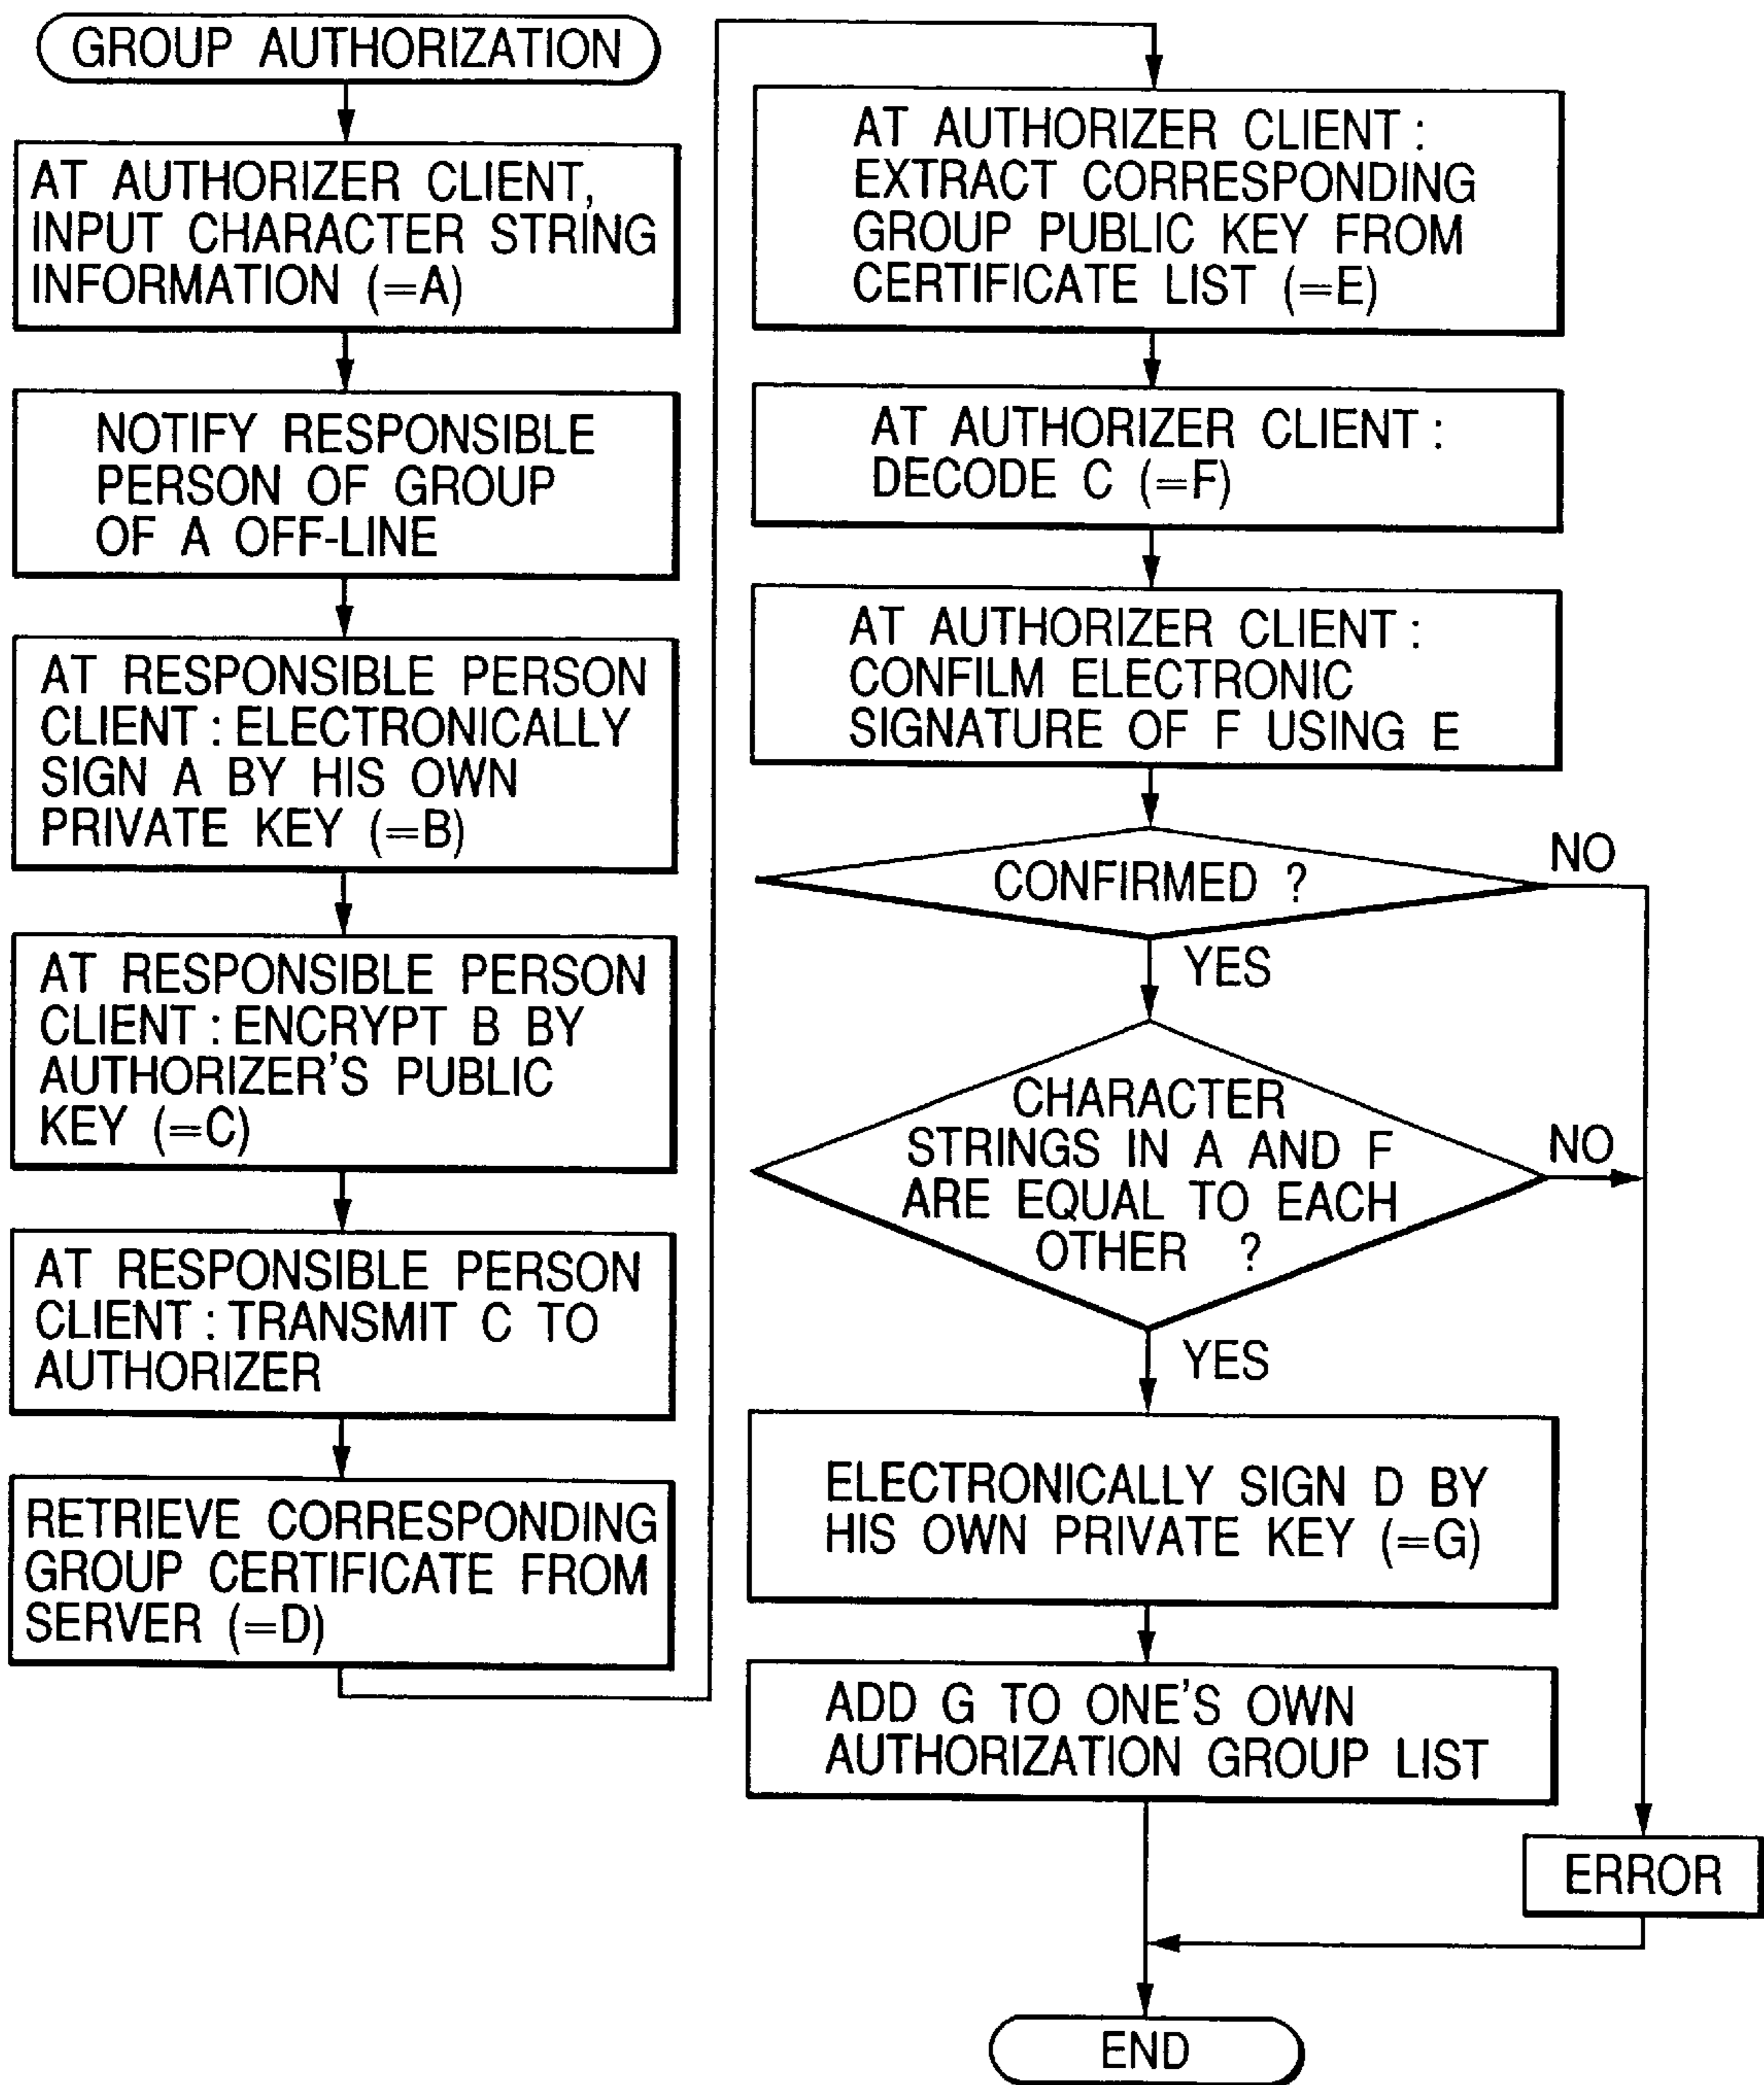 GROUP AUTHORIZATION
AT AUTHORIZER CLIENT,
INPUT CHARACTER STRING
INFORMATION (=A)
NOTIFY RESPONSIBLE
PERSON OF GROUP
OF A OFF-LINE
AT RESPONSIBLE PERSON
CLIENT : ELECTRONICALLY
SIGN A BY HIS OWN
PRIVATE KEY (=B)
AT RESPONSIBLE PERSON
CLIENT : ENCRYPT B BY
AUTHORIZER'S PUBLIC
KEY (=C)
AT RESPONSIBLE PERSON
CLIENT : TRANSMIT C TO
AUTHORIZER
RETRIEVE CORRESPONDING
GROUP CERTIFICATE FROM
SERVER (=D)
AT AUTHORIZER CLIENT :
EXTRACT CORRESPONDING
GROUP PUBLIC KEY FROM
CERTIFICATE LIST (=E)
AT AUTHORIZER CLIENT :
DECODE C (=F)
AT AUTHORIZER CLIENT :
CONFILM ELECTRONIC
SIGNATURE OF F USING E
CONFIRMED ?
NO
YES
CHARACTER
STRINGS IN A AND F
ARE EQUAL TO EACH
OTHER ?
NO
YES
ELECTRONICALLY SIGN D BY
HIS OWN PRIVATE KEY (=G)
ADD G TO ONE'S OWN
AUTHORIZATION GROUP LIST
ERROR
END